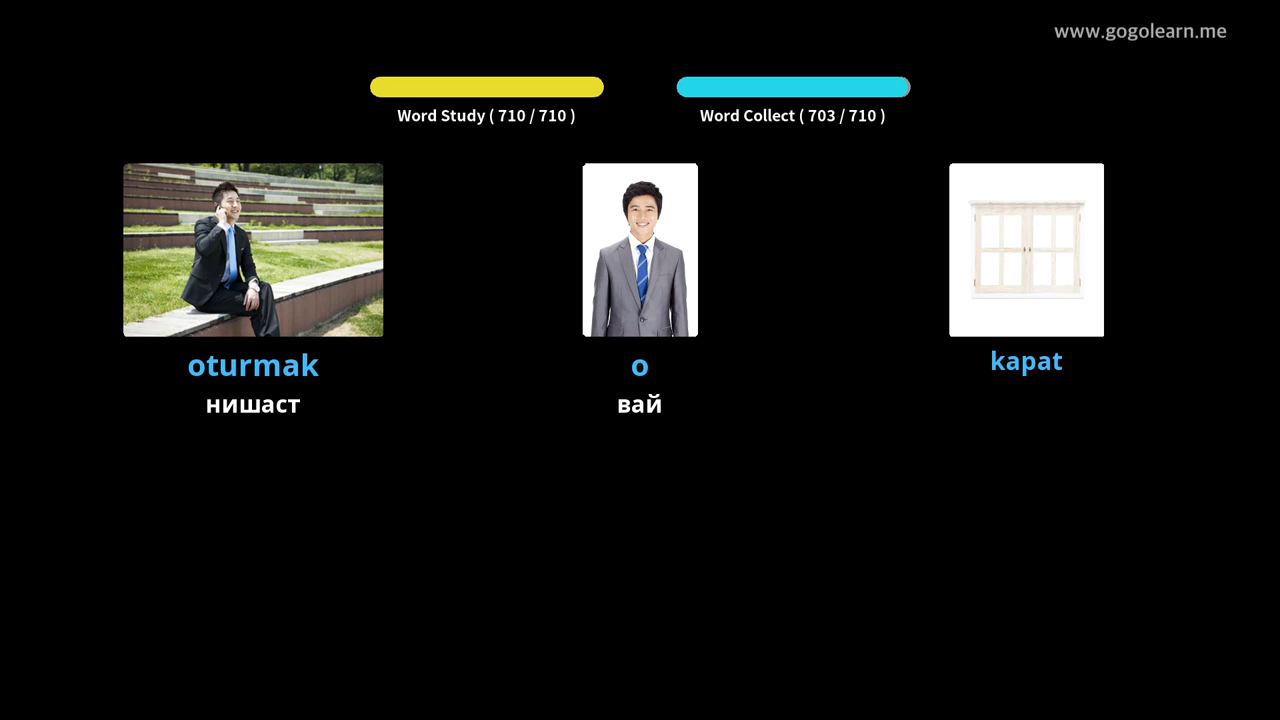 www.gogolearn.me
Word Study ( 710 / 710 )
Word Collect ( 703 / 710 )
oturmak
нишаст
o
вай
kapat